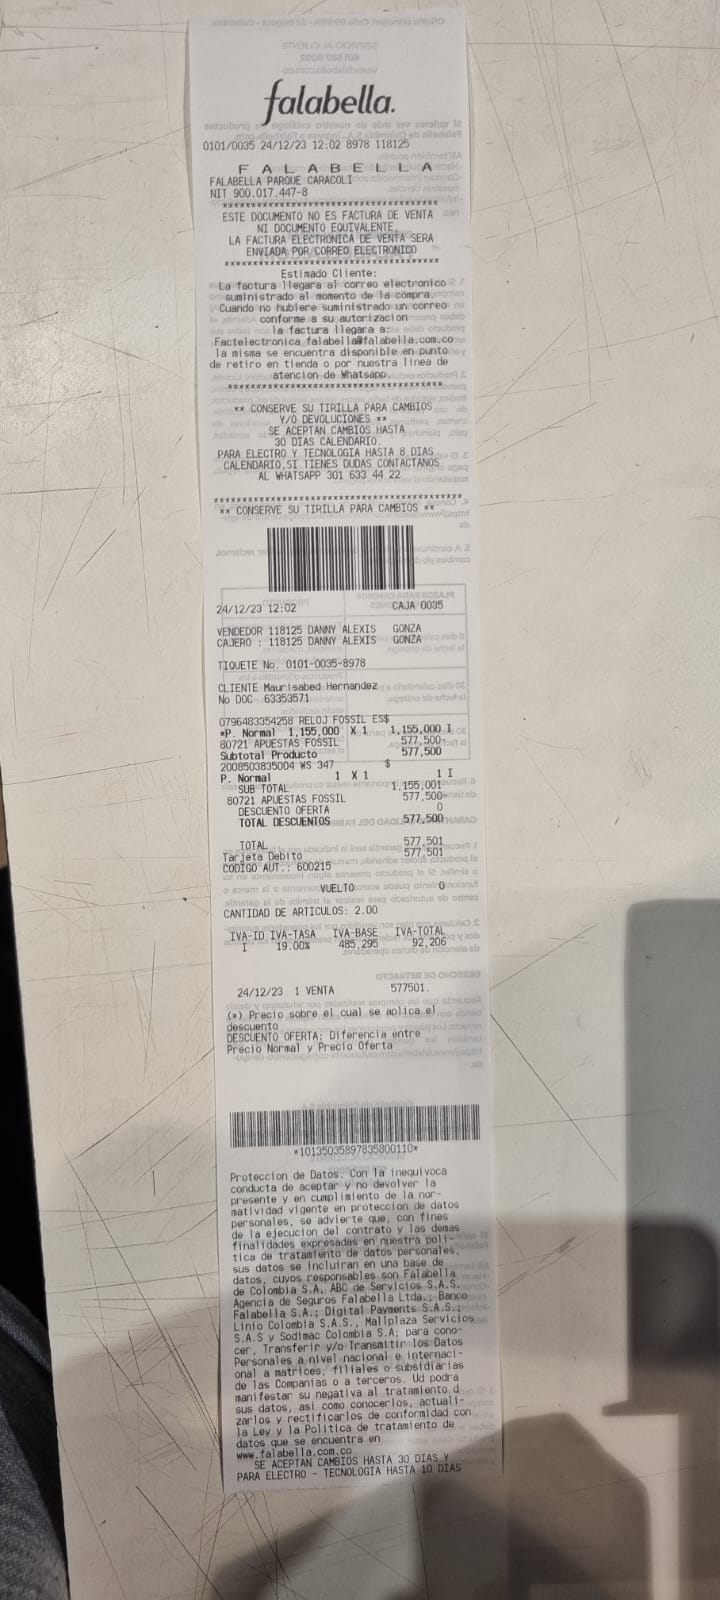 falabella.
0101/0035 24/12/23 12:02 8978 118125
F A L A B E L L A
FALABELLA PARQUE CARACOLI
NIT 900.017.447-8
****************************************
ESTE DOCUMENTO NO ES FACTURA DE VENTA
NI DOCUMENTO EQUIVALENTE.
LA FACTURA ELECTRONICA DE VENTA SERA
ENVIADA POR CORREO ELECTRONICO
****************************************
Estimado Cliente:
La factura llegara al correo electronico
suministrado al momento de la compra.
Cuando no hubiere suministrado un correo
conforme a su autorizacion
la factura llegara a:
Factelectronica_falabella@falabella.com.co
la misma se encuentra disponible en punto
de retiro en tienda o por nuestra linea de
atencion de Whatsapp.
****************************************
** CONSERVE SU TIRILLA PARA CAMBIOS
Y/O DEVOLUCIONES **
SE ACEPTAN CAMBIOS HASTA
30 DIAS CALENDARIO.
PARA ELECTRO Y TECNOLOGIA HASTA 8 DIAS
CALENDARIO.SI TIENES DUDAS CONTACTANOS
AL WHATSAPP 301 633 44 22
****************************************
** CONSERVE SU TIRILLA PARA CAMBIOS **
24/12/23 12:02 CAJA 0035
VENDEDOR 118125 DANNY ALEXIS GONZA
CAJERO : 118125 DANNY ALEXIS GONZA
TIQUETE No. 0101-0035-8978
CLIENTE Maurisabed Hernandez
No DOC 63353571
0796483354258 RELOJ FOSSIL ES$
*P. Normal 1,155,000 X 1 1,155,000 I
80721 APUESTAS FOSSIL 577,500-
Subtotal Producto 577,500
2008503835004 WS 347 $
P. Normal 1 X 1 1 I
SUB TOTAL 1,155,001
80721 APUESTAS FOSSIL 577,500-
DESCUENTO OFERTA 0
TOTAL DESCUENTOS 577,500
TOTAL 577,501
Tarjeta Debito 577,501
CODIGO AUT.: 600215
VUELTO 0
CANTIDAD DE ARTICULOS: 2.00
IVA-ID IVA-TASA IVA-BASE IVA-TOTAL
I 19.00% 485,295 92,206
24/12/23 1 VENTA 577501.
(*) Precio sobre el cual se aplica el
descuento
DESCUENTO OFERTA: Diferencia entre
Precio Normal y Precio Oferta
*10135035897835800110*
Proteccion de Datos. Con la inequivoca
conducta de aceptar y no devolver la
presente y en cumplimiento de la nor-
matividad vigente en proteccion de datos
personales, se advierte que, con fines
de la ejecucion del contrato y las demas
finalidades expresadas en nuestra poli-
tica de tratamiento de datos personales,
sus datos se incluiran en una base de
datos, cuyos responsables son Falabella
de Colombia S.A, ABC de Servicios S.A.S.
Agencia de Seguros Falabella Ltda.; Banco
Falabella S.A.; Digital Payments S.A.S.;
Linio Colombia S.A.S., Mallplaza Servicios
S.A.S y Sodimac Colombia S.A; para cono-
cer, Transferir y/o Transmitir los Datos
Personales a nivel nacional e internaci-
onal a matrices, filiales o subsidiarias
de las Companias o a terceros. Ud podra
manifestar su negativa al tratamiento d
sus datos, asi como conocerlos, actuali-
zarlos y rectificarlos de conformidad con
la Ley y la Politica de tratamiento de
datos que se encuentra en
www.falabella.com.co
SE ACEPTAN CAMBIOS HASTA 30 DIAS Y
PARA ELECTRO - TECNOLOGIA HASTA 10 DIAS